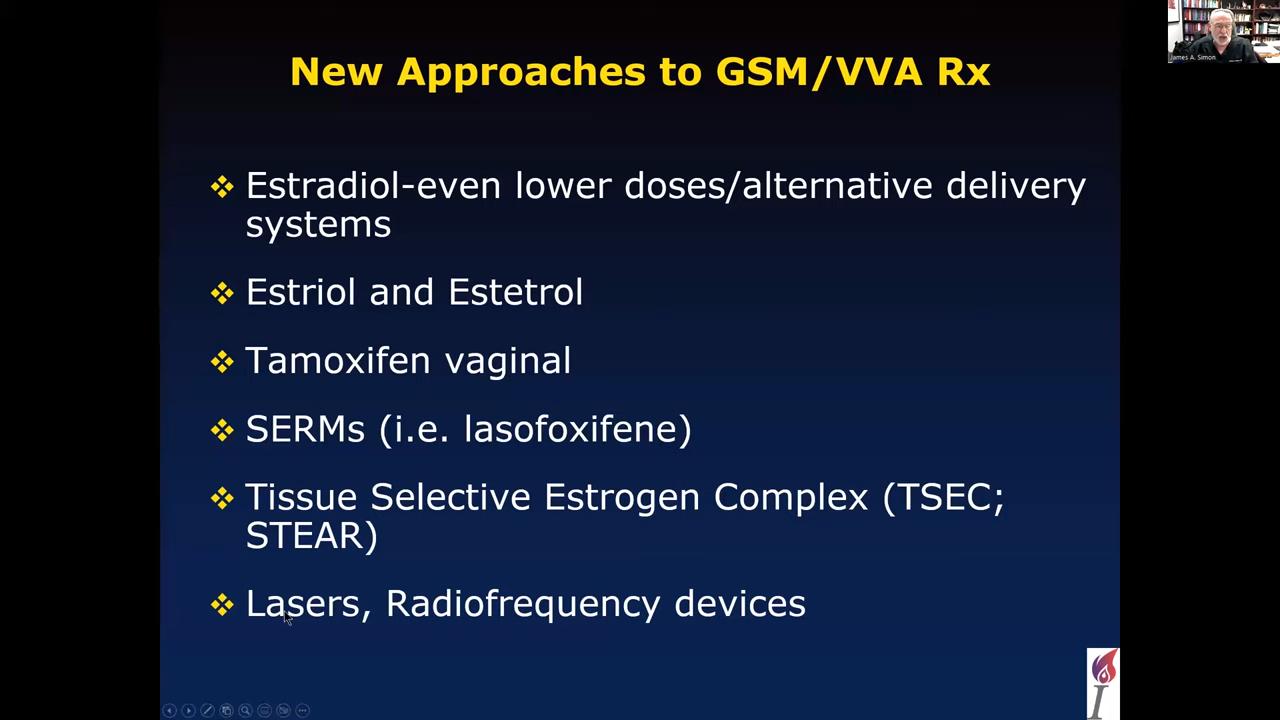 New Approaches to GSM/VVA Rx
James A. Simon
Estradiol-even lower doses/alternative delivery
systems
Estriol and Estetrol
Tamoxifen vaginal
SERMs (i.e. lasofoxifene)
Tissue Selective Estrogen Complex (TSEC;
STEAR)
Lasers, Radiofrequency devices
I